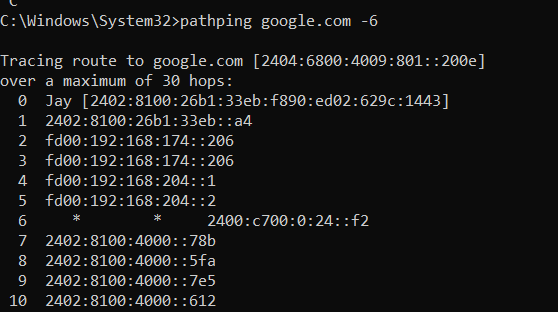 C:\Windows\System32>pathping google.com -6
Tracing route to google.com [2404:6800:4009:801::200e]
over a maximum of 30 hops:
0 Jay [2402:8100:26b1:33eb:f890:ed02:629c:1443]
1 2402:8100:26b1:33eb::a4
2 fd00:192:168:174::206
3 fd00:192:168:174::206
4 fd00:192:168:204::1
5 fd00:192:168:204::2
6 * * 2400:c700:0:24::f2
7 2402:8100:4000::78b
8 2402:8100:4000::5fa
9 2402:8100:4000::7e5
10 2402:8100:4000::612